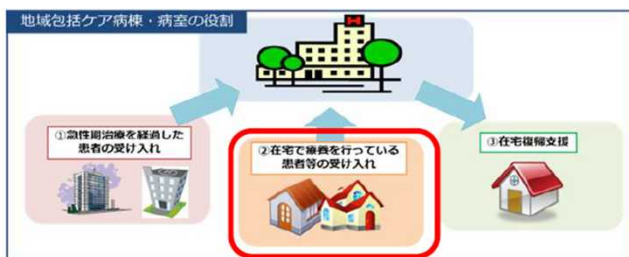 地域包括ケア病棟・病室の役割
H
①急性期治療を経過した
患者の受け入れ
②在宅で療養を行っている
患者等の受け入れ
③在宅復帰支援